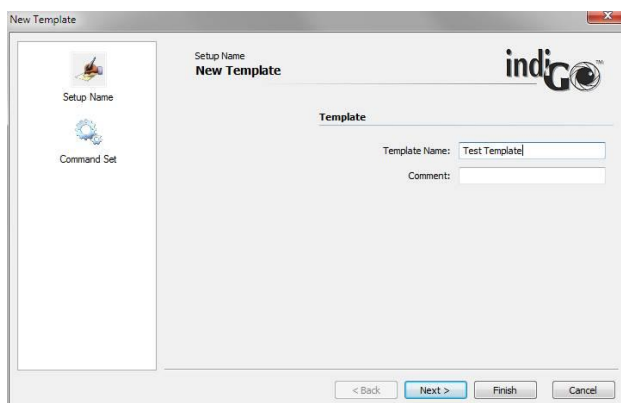 New Template
Setup Name
Command Set
Setup Name
New Template
indiGo™
Template
Template Name: Test Template
Comment:
< Back Next > Finish Cancel